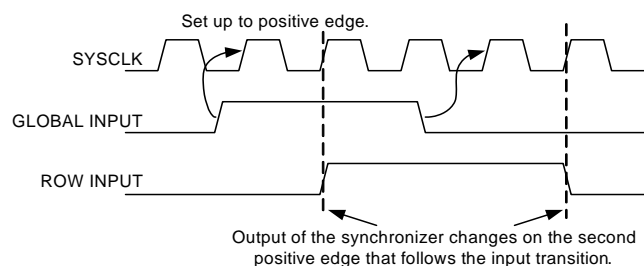 Set up to positive edge.
SYSCLK
GLOBAL INPUT
ROW INPUT
Output of the synchronizer changes on the second
positive edge that follows the input transition.